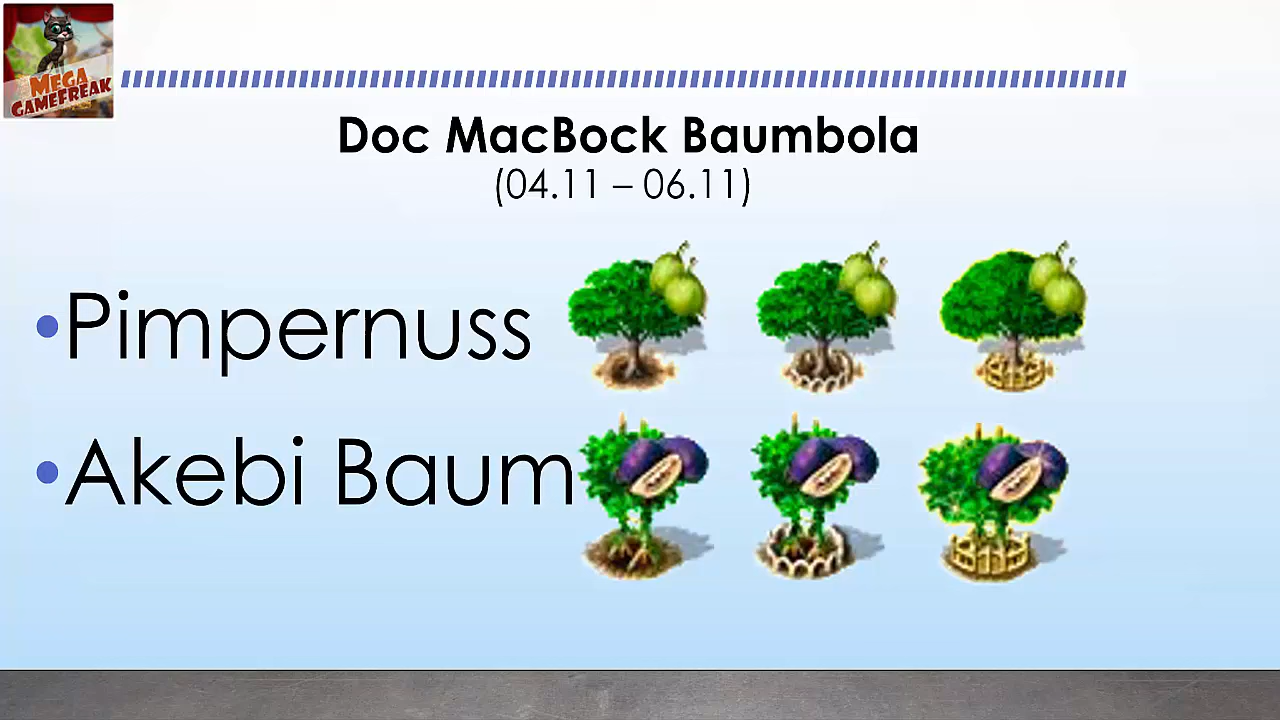 MEGA
GAMEFREAK
Doc MacBock Baumbola
(04.11 – 06.11)
•Pimpernuss
•Akebi Baum